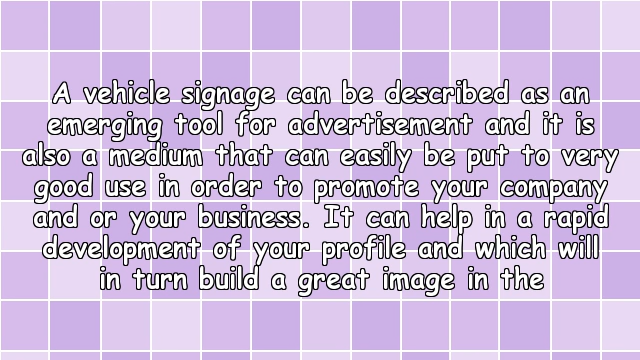 A vehicle signage can be described as an
emerging tool for advertisement and it is
also a medium that can easily be put to very
good use in order to promote your company
and or your business. It can help in a rapid
development of your profile and which will
in turn build a great image in the